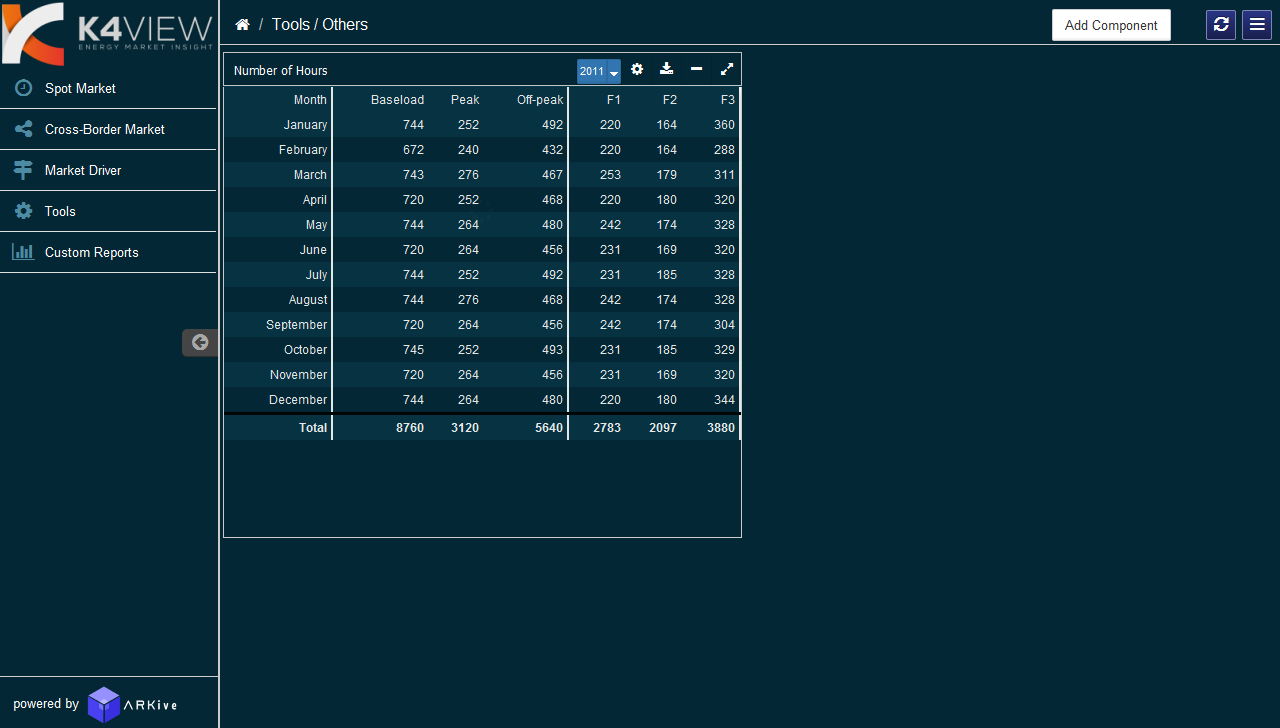 K4VIEW
ENERGY MARKET INSIGHT
/ Tools / Others
Add Component
Spot Market
Cross-Border Market
Market Driver
Tools
Custom Reports
Number of Hours 2011
Month Baseload Peak Off-peak F1 F2 F3
January 744 252 492 220 164 360
February 672 240 432 220 164 288
March 743 276 467 253 179 311
April 720 252 468 220 180 320
May 744 264 480 242 174 328
June 720 264 456 231 169 320
July 744 252 492 231 185 328
August 744 276 468 242 174 328
September 720 264 456 242 174 304
October 745 252 493 231 185 329
November 720 264 456 231 169 320
December 744 264 480 220 180 344
Total 8760 3120 5640 2783 2097 3880
powered by ARKive